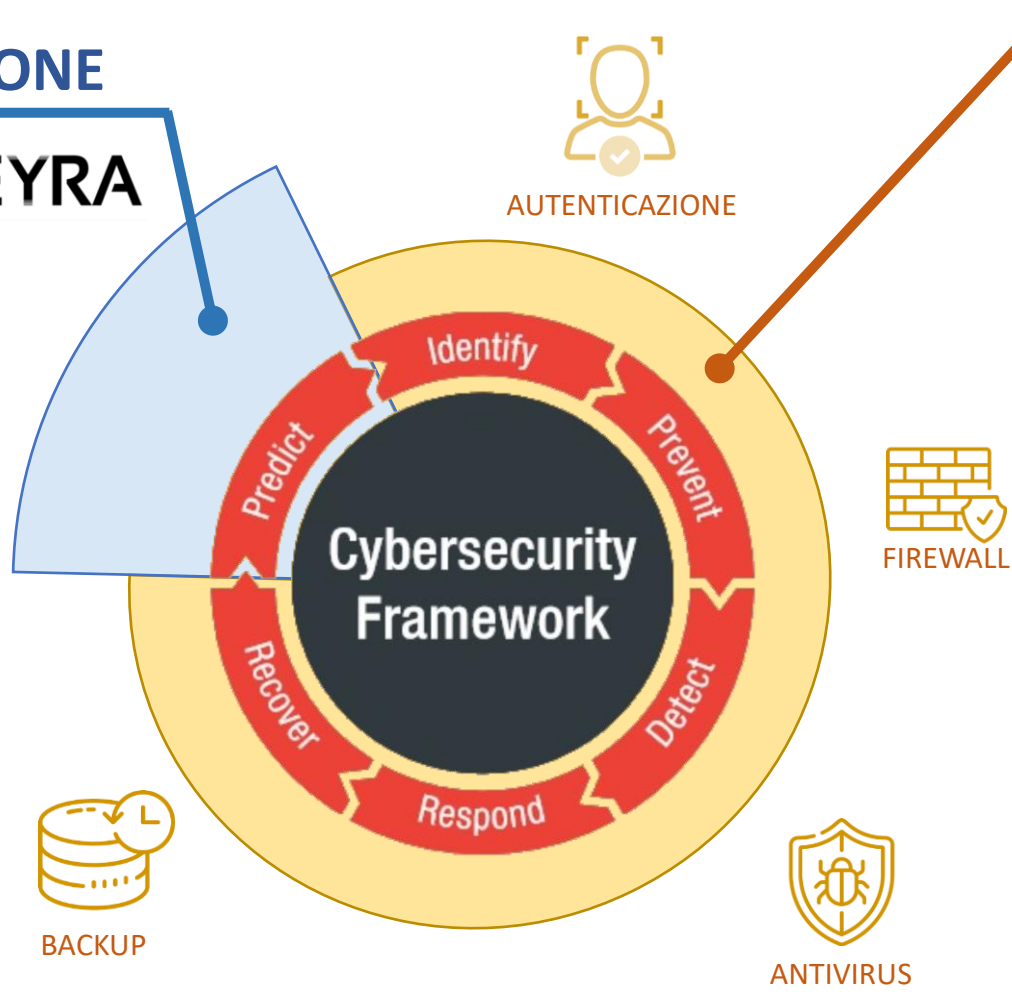 ONE
EYRA
AUTENTICAZIONE
Identify
Predict
Prevent
Cybersecurity
Framework
FIREWALL
Recover
Detect
Respond
BACKUP
ANTIVIRUS